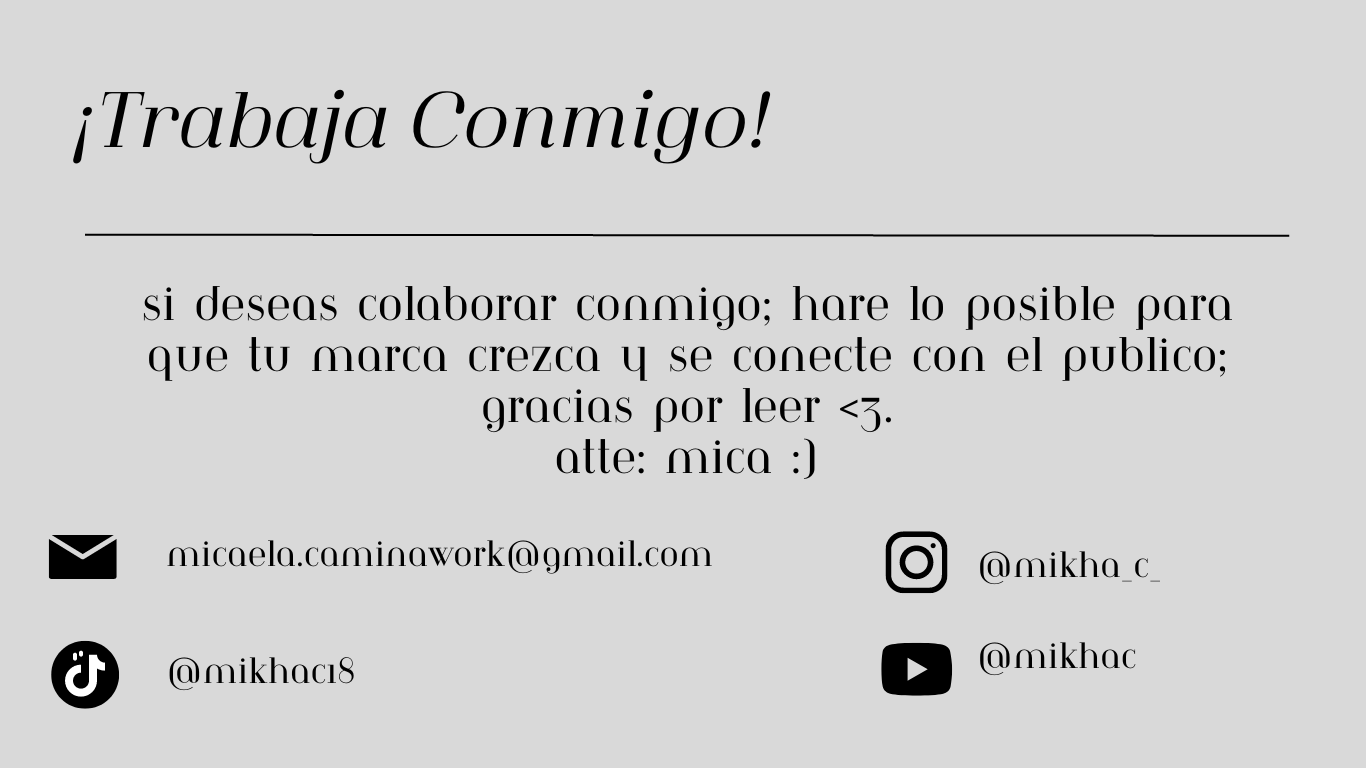 ¡Trabaja Conmigo!
si deseas colaborar conmigo; hare lo posible para
que tu marca crezca y se conecte con el publico;
gracias por leer <3.
atte: mica :)
micaela.caminawork@gmail.com
@mikha_c_
@mikhac18
@mikhac